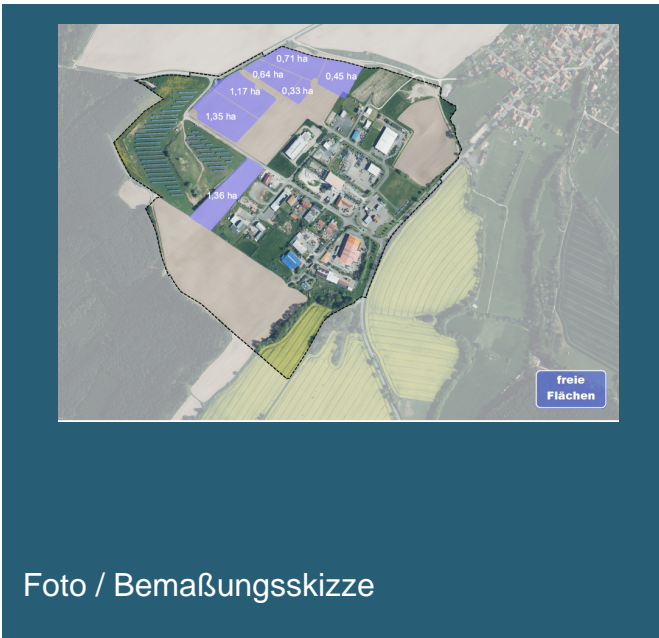 0,71 ha
0,64 ha
0,45 ha
1,17 ha
0,33 ha
1,35 ha
1,36 ha
freie
Flächen
Foto / Bemaßungsskizze